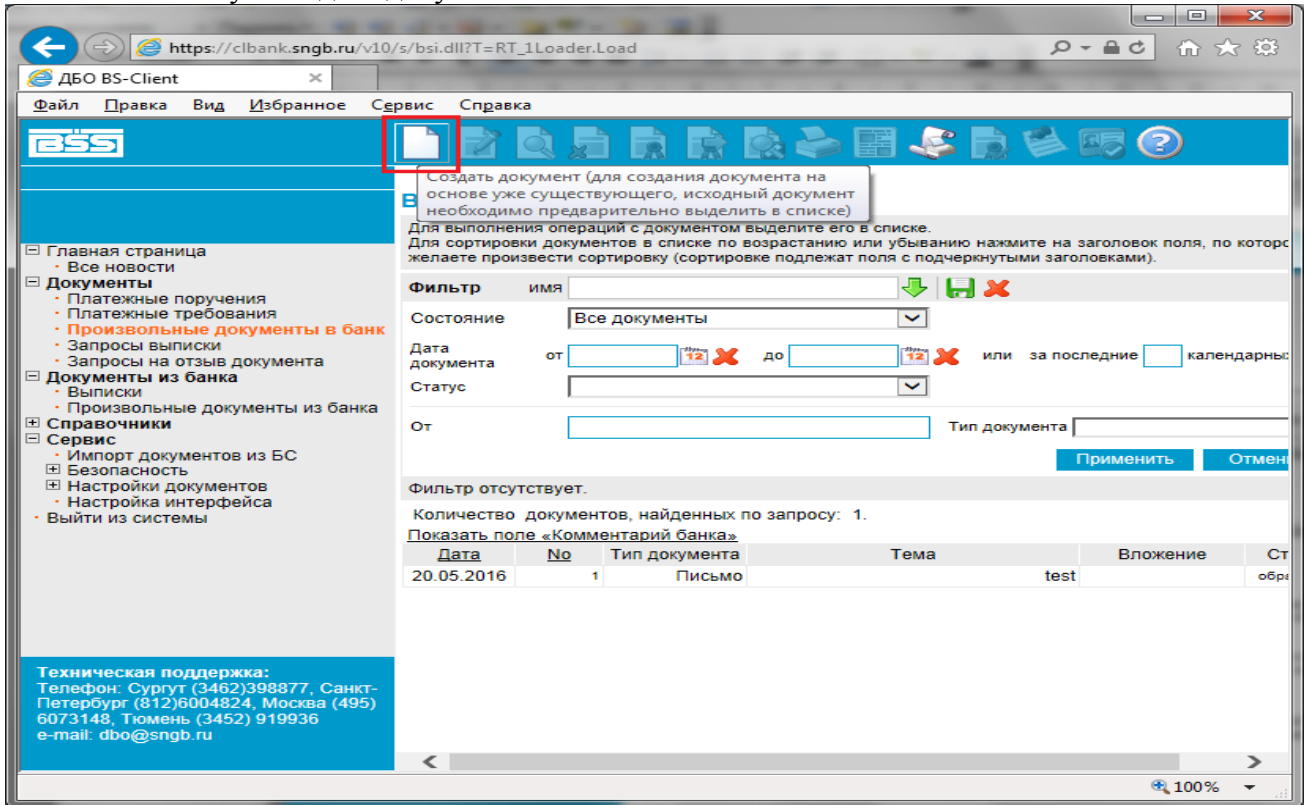 https://clbank.sngb.ru/v10/s/bsi.dll?T=RT_1Loader.Load
ДБО BS-Client
Файл Правка Вид Избранное Сервис Справка
BSS
Создать документ (для создания документа на
основе уже существующего, исходный документ
необходимо предварительно выделить в списке)
Для выполнения операций с документом выделите его в списке.
Для сортировки документов в списке по возрастанию или убыванию нажмите на заголовок поля, по которо
желаете произвести сортировку (сортировке подлежат поля с подчеркнутыми заголовками).
Главная страница
Все новости
Документы
Платежные поручения
Платежные требования
Произвольные документы в банк
Запросы выписки
Запросы на отзыв документа
Документы из банка
Выписки
Произвольные документы из банка
Справочники
Сервис
Импорт документов из БС
Безопасность
Настройки документов
Настройка интерфейса
Выйти из системы
Фильтр имя
Состояние Все документы
Дата
документа от 12 до 12 или за последние календарны
Статус
От Тип документа
Применить Отмен
Фильтр отсутствует.
Количество документов, найденных по запросу: 1.
Показать поле «Комментарий банка»
Дата No Тип документа Тема Вложение Ст
20.05.2016 1 Письмо test обра
Техническая поддержка:
Телефон: Сургут (3462)398877, Санкт-
Петербург (812)6004824, Москва (495)
6073148, Тюмень (3452) 919936
e-mail: dbo@sngb.ru
100%